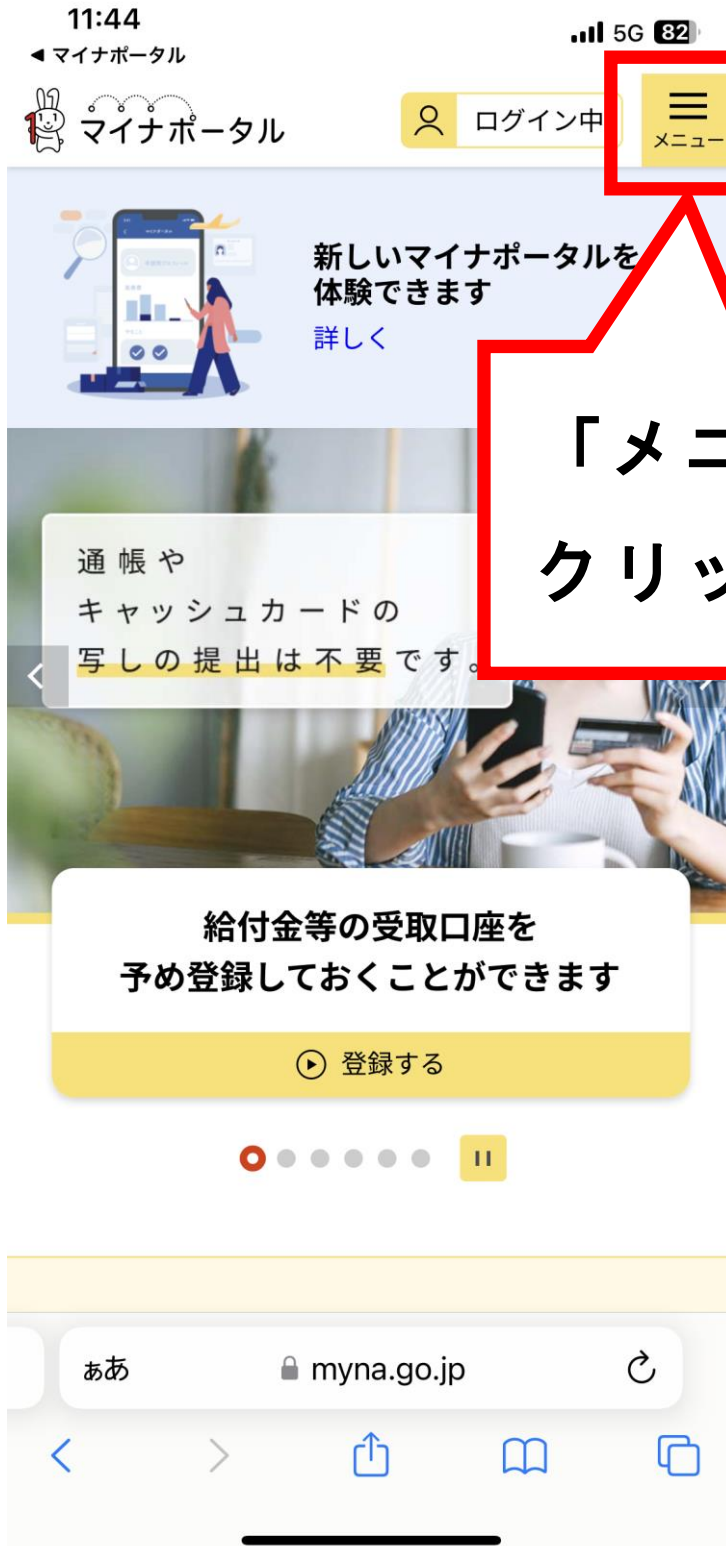 11:44
5G 82
◀ マイナポータル
マイナポータル
ログイン中
メニュー
新しいマイナポータルを
体験できます
詳しく
「メニ
クリッ
通帳や
キャッシュカードの
写しの提出は不要です。
給付金等の受取口座を
予め登録しておくことができます
登録する
ぁあ
myna.go.jp